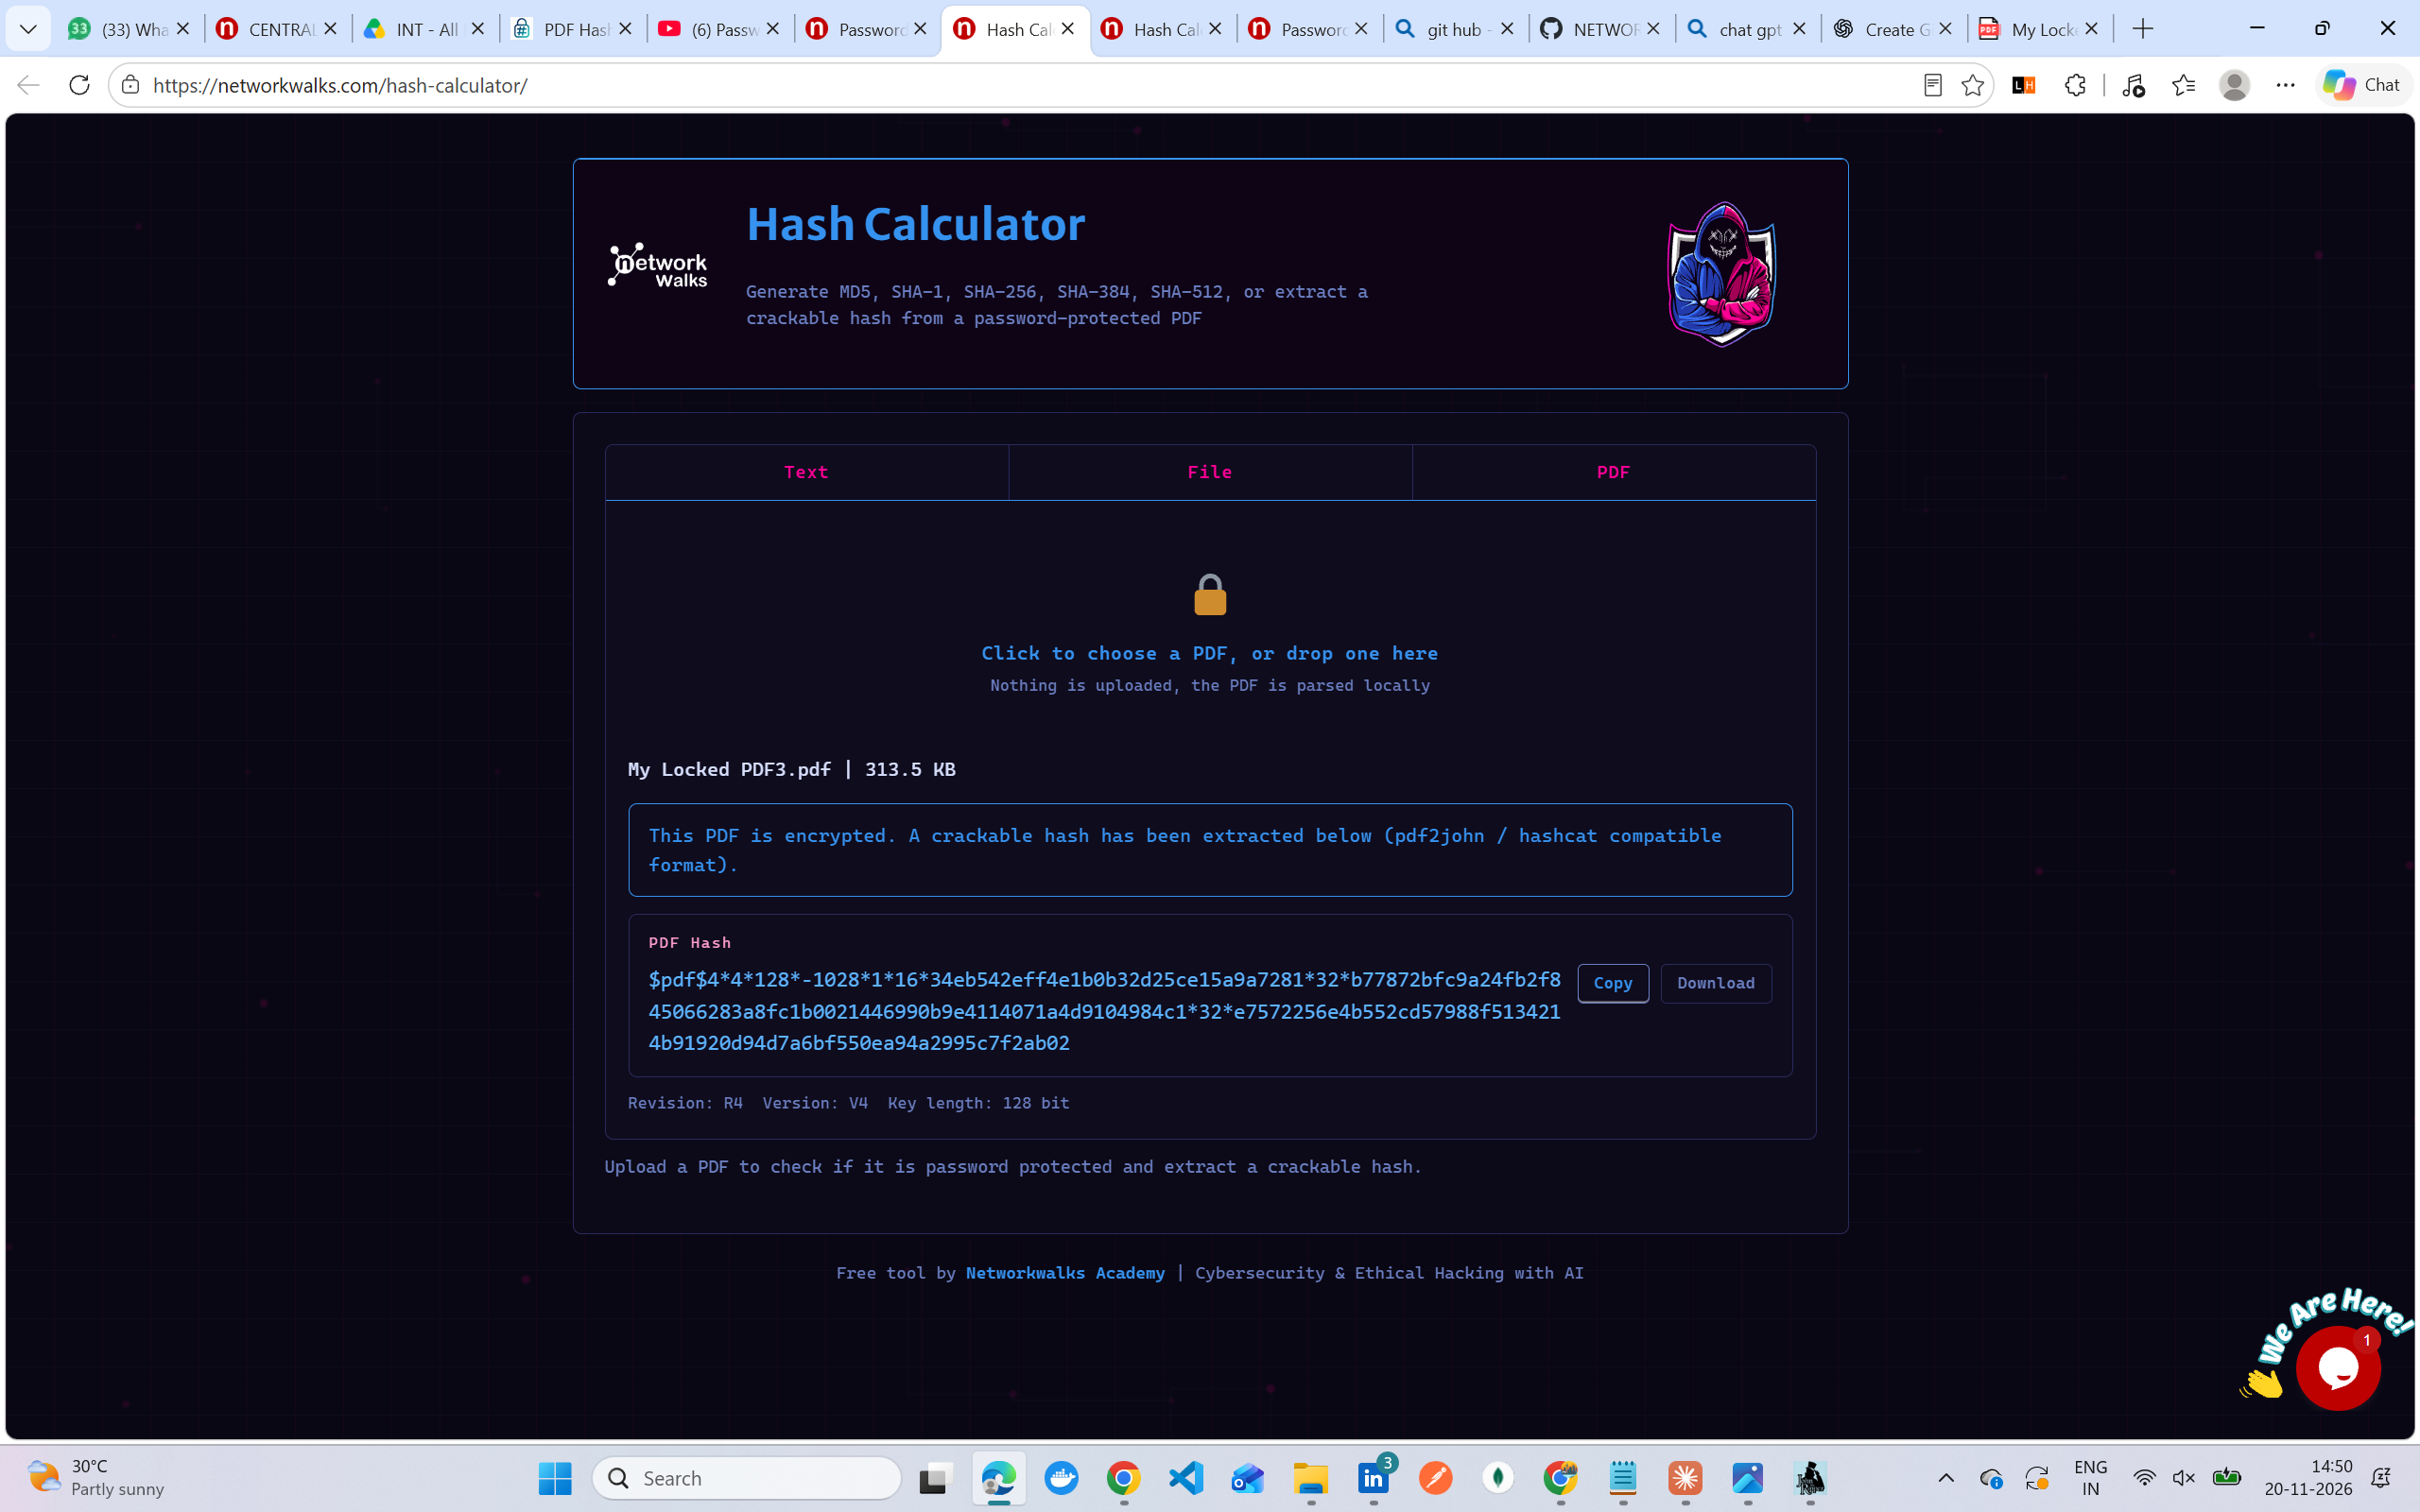 (33) Wha
CENTRAL
INT - All
PDF Hash
(6) Passw
Password
Hash Cal
Hash Cal
Password
git hub -
NETWOR
chat gpt
Create G
My Locke
https://networkwalks.com/hash-calculator/
Chat
network
Walks
Hash Calculator
Generate MD5, SHA-1, SHA-256, SHA-384, SHA-512, or extract a
crackable hash from a password-protected PDF
Text
File
PDF
Click to choose a PDF, or drop one here
Nothing is uploaded, the PDF is parsed locally
My Locked PDF3.pdf | 313.5 KB
This PDF is encrypted. A crackable hash has been extracted below (pdf2john / hashcat compatible
format).
PDF Hash
$pdf$4*4*128*-1028*1*16*34eb542eff4e1b0b32d25ce15a9a7281*32*b77872bfc9a24fb2f8
45066283a8fc1b0021446990b9e4114071a4d9104984c1*32*e7572256e4b552cd57988f513421
4b91920d94d7a6bf550ea94a2995c7f2ab02
Copy
Download
Revision: R4 Version: V4 Key length: 128 bit
Upload a PDF to check if it is password protected and extract a crackable hash.
Free tool by Networkwalks Academy | Cybersecurity & Ethical Hacking with AI
We Are Here!
1
30°C
Partly sunny
Search
3
ENG
IN
14:50
20-11-2026